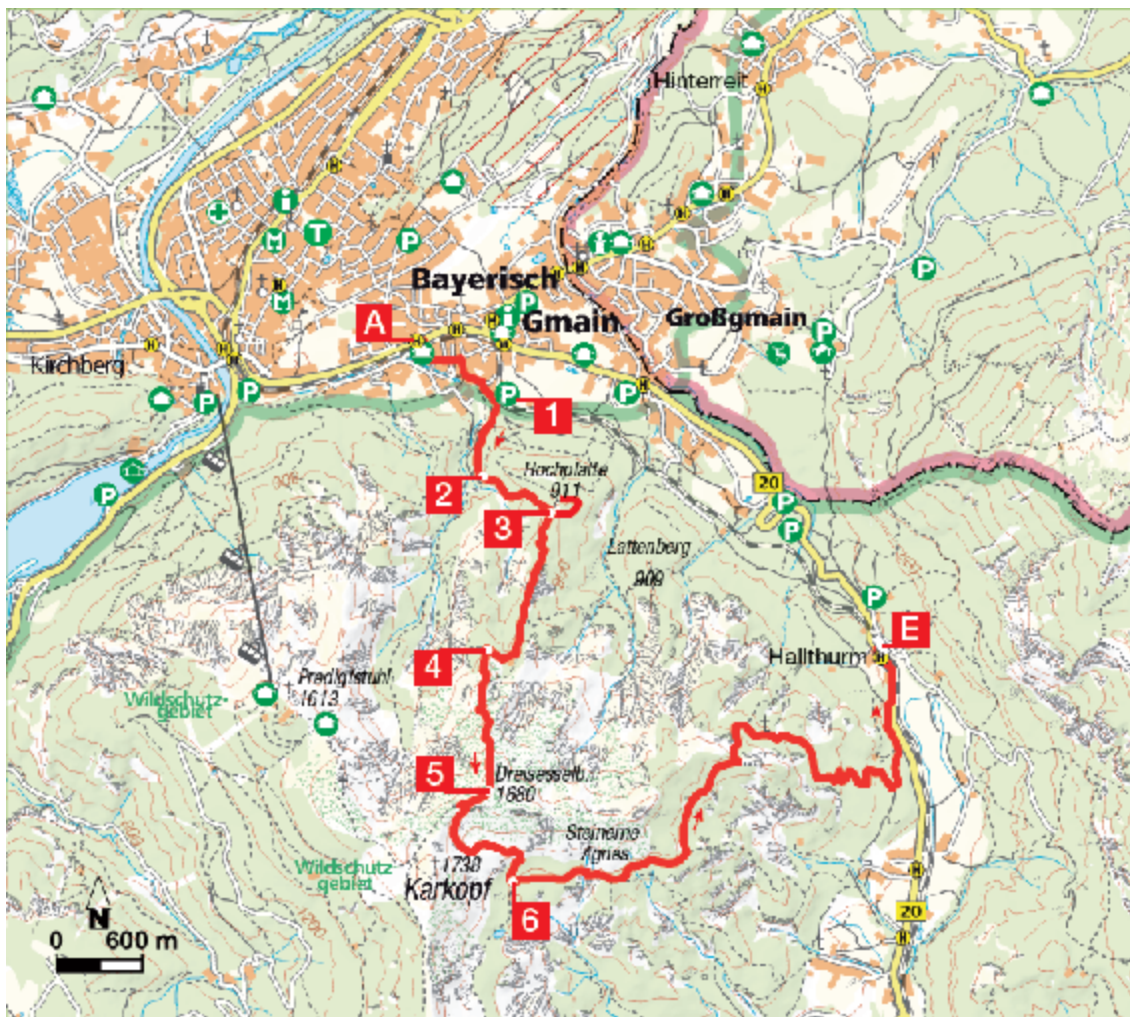 Hinterreit
Bayerisch
Gmain
Großgmain
A
Kirchberg
1
2
Hochplatte
911
3
20
Lattenberg
909
4
E
Hallthurm
Predigtstuhl
1613
Wildschutz-
gebiet
5
Dreisesselb.
1680
Steinerne
Agnes
1738
Karkopf
Wildschutz
gebiet
6
20
N
0 600 m